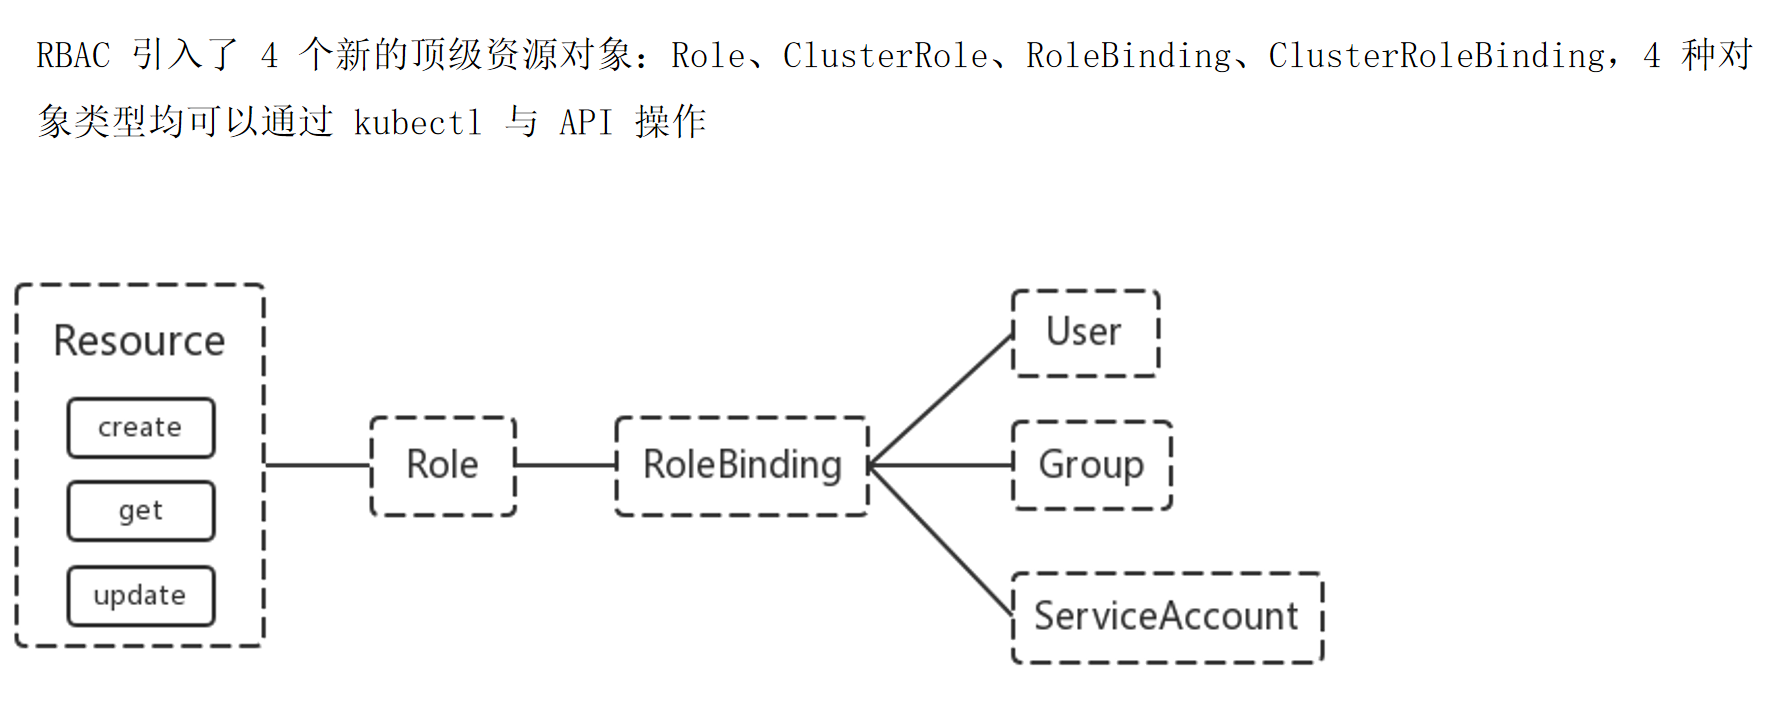 RBAC 引入了 4 个新的顶级资源对象：Role、ClusterRole、RoleBinding、ClusterRoleBinding，4 种对
象类型均可以通过 kubectl 与 API 操作
Resource
create
get
update
Role
RoleBinding
User
Group
ServiceAccount